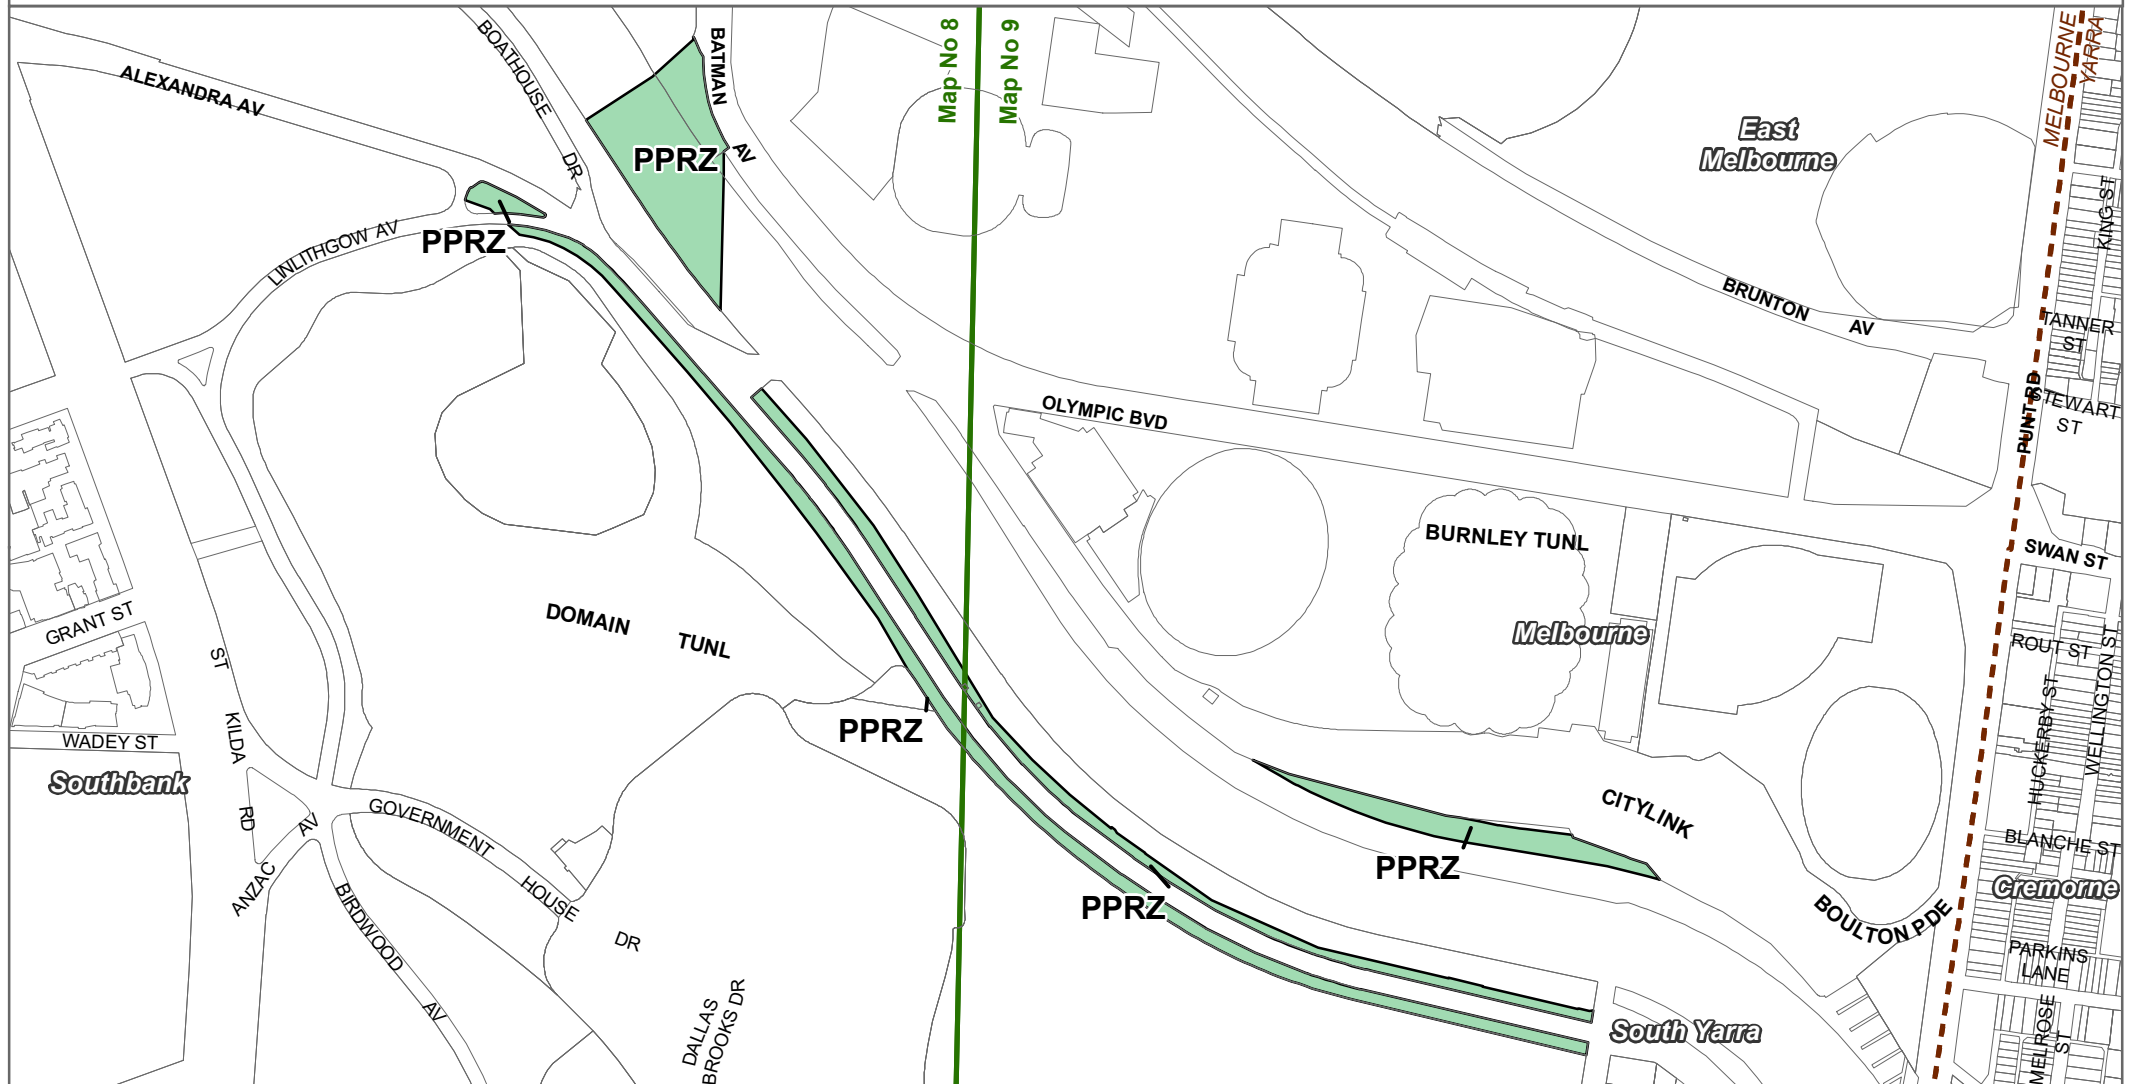 BOATHOUSE
DR
BATMAN
AV
Map No 8
Map No 9
MELBOURNE
YARRA
ALEXANDRA AV
East
Melbourne
PPRZ
PPRZ
LINLITHGOW AV
KING ST
BRUNTON AV
TANNER
ST
PUNT RD
STEWART
ST
OLYMPIC BVD
BURNLEY TUNL
SWAN ST
DOMAIN TUNL
Melbourne
GRANT ST
ROUT ST
WELLINGTON ST
HUCKERBY ST
ST
KILDA
RD
WADEY ST
PPRZ
Southbank
GOVERNMENT
HOUSE
DR
CITYLINK
BLANCHE ST
PPRZ
Cremorne
ANZAC
AV
BIRDWOOD
AV
PPRZ
BOULTON PDE
PARKINS
LANE
DALLAS
BROOKS DR
South Yarra
MELROSE
ST